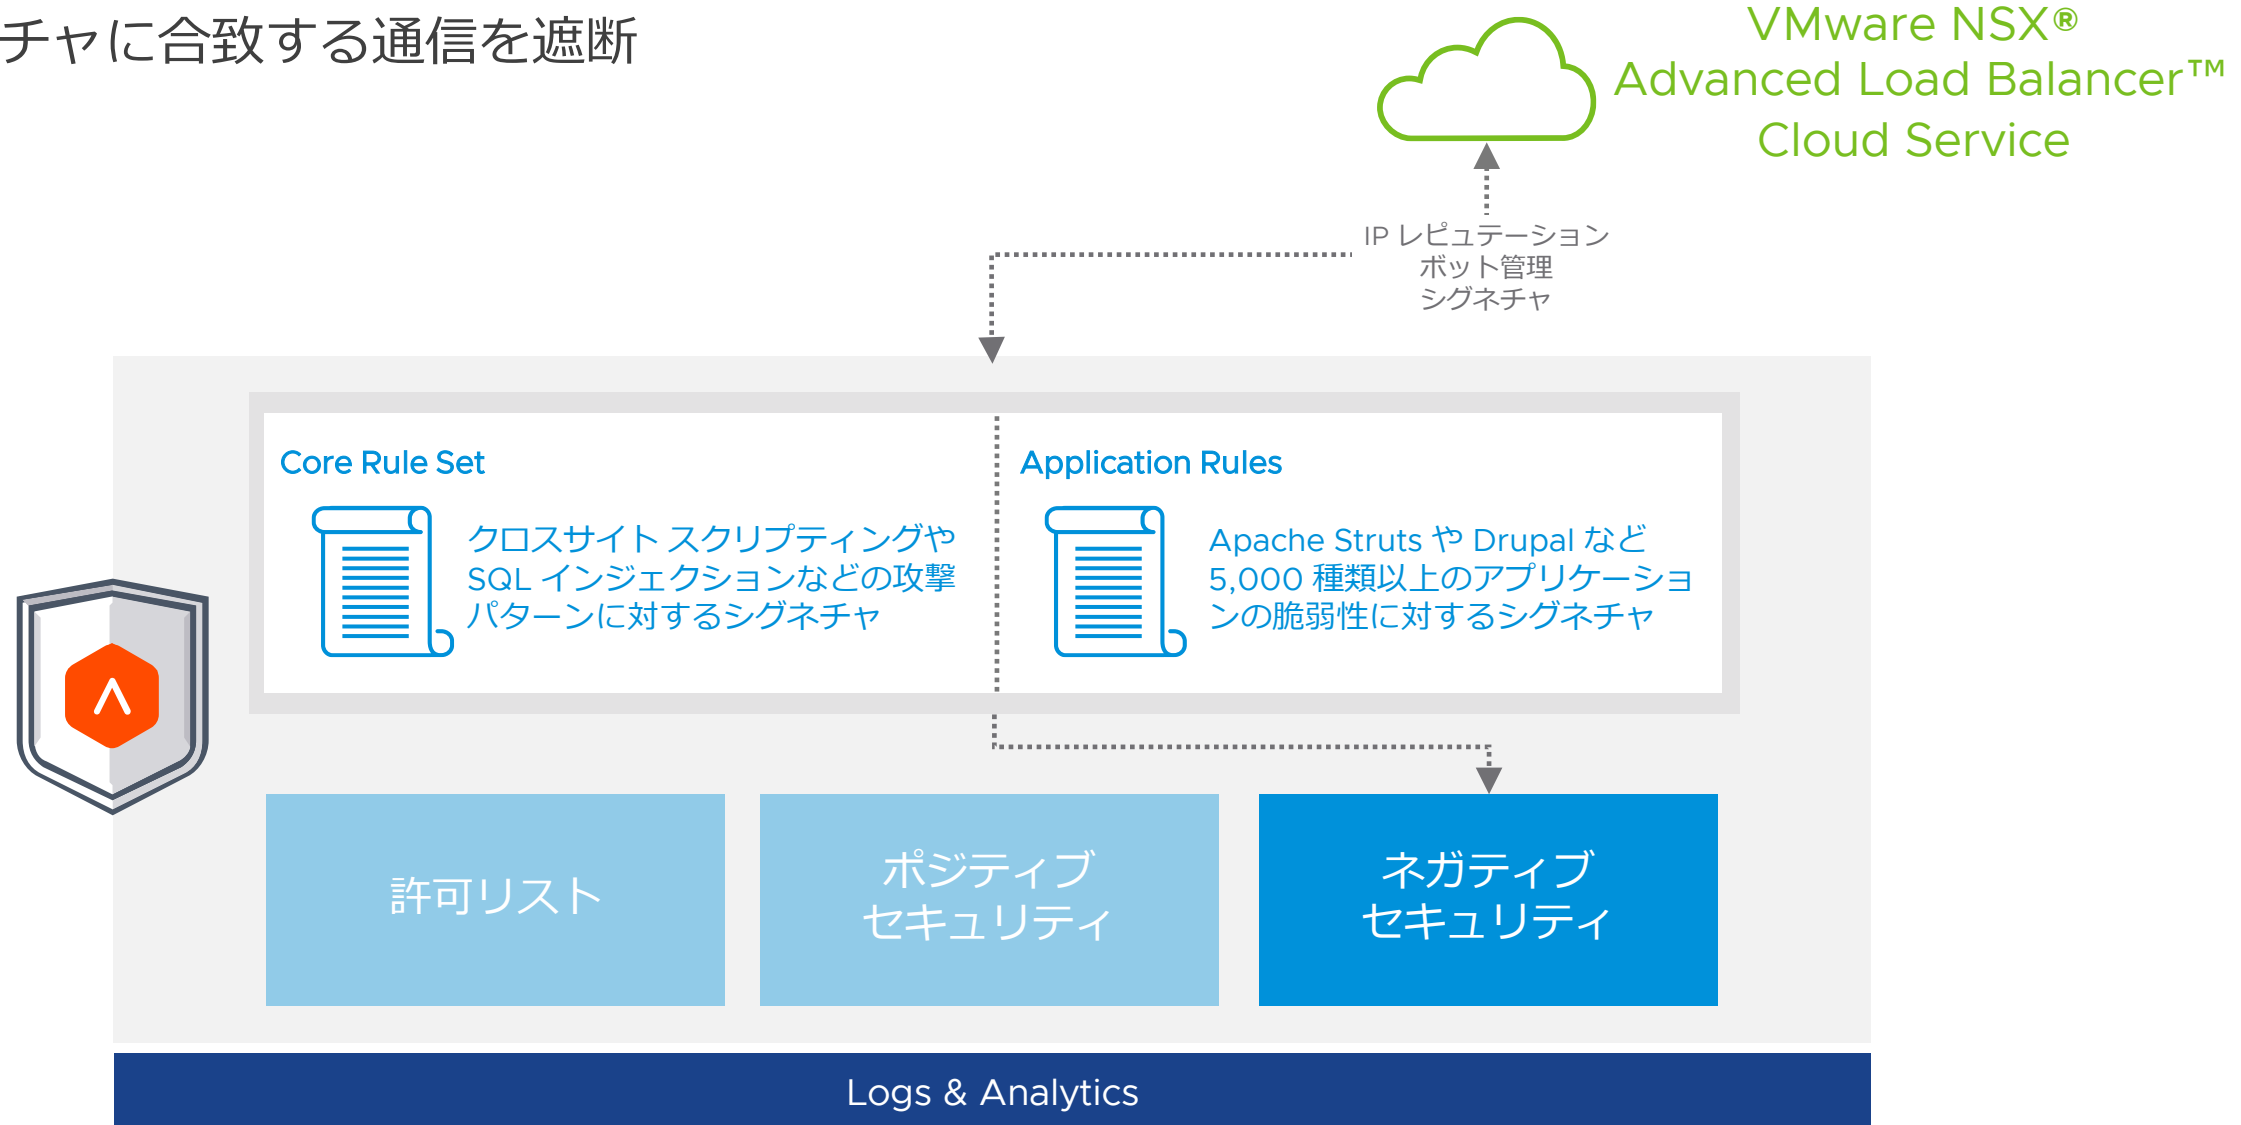 チャに合致する通信を遮断
VMware NSX®
Advanced Load Balancer™
Cloud Service
IP レピュテーション
ボット管理
シグネチャ
Core Rule Set
クロスサイト スクリプティングや
SQL インジェクションなどの攻撃
パターンに対するシグネチャ
Application Rules
Apache Struts や Drupal など
5,000 種類以上のアプリケーショ
ンの脆弱性に対するシグネチャ
許可リスト
ポジティブ
セキュリティ
ネガティブ
セキュリティ
Logs & Analytics